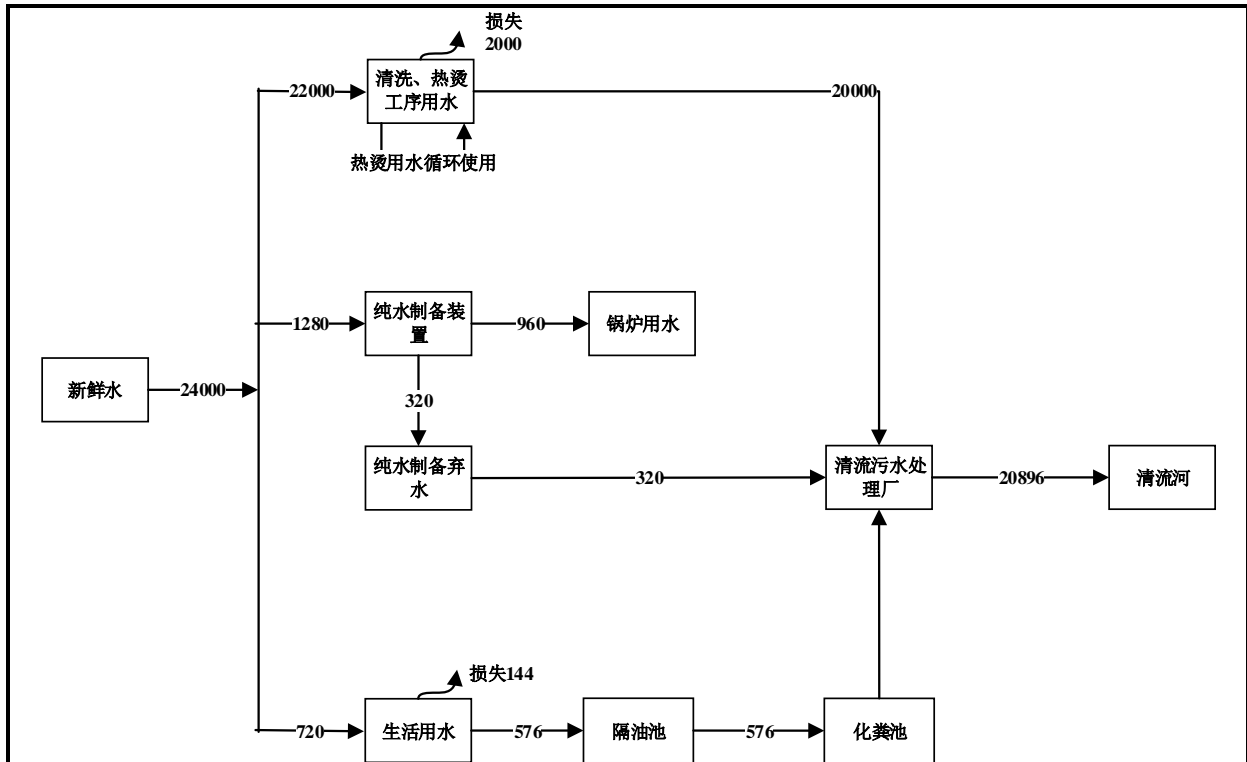 损失
2000
22000
清洗、热烫
工序用水
20000
热烫用水循环使用
1280
纯水制备装
置
960
锅炉用水
新鲜水
24000
320
纯水制备弃
水
320
清流污水处
理厂
20896
清流河
损失144
720
生活用水
576
隔油池
576
化粪池